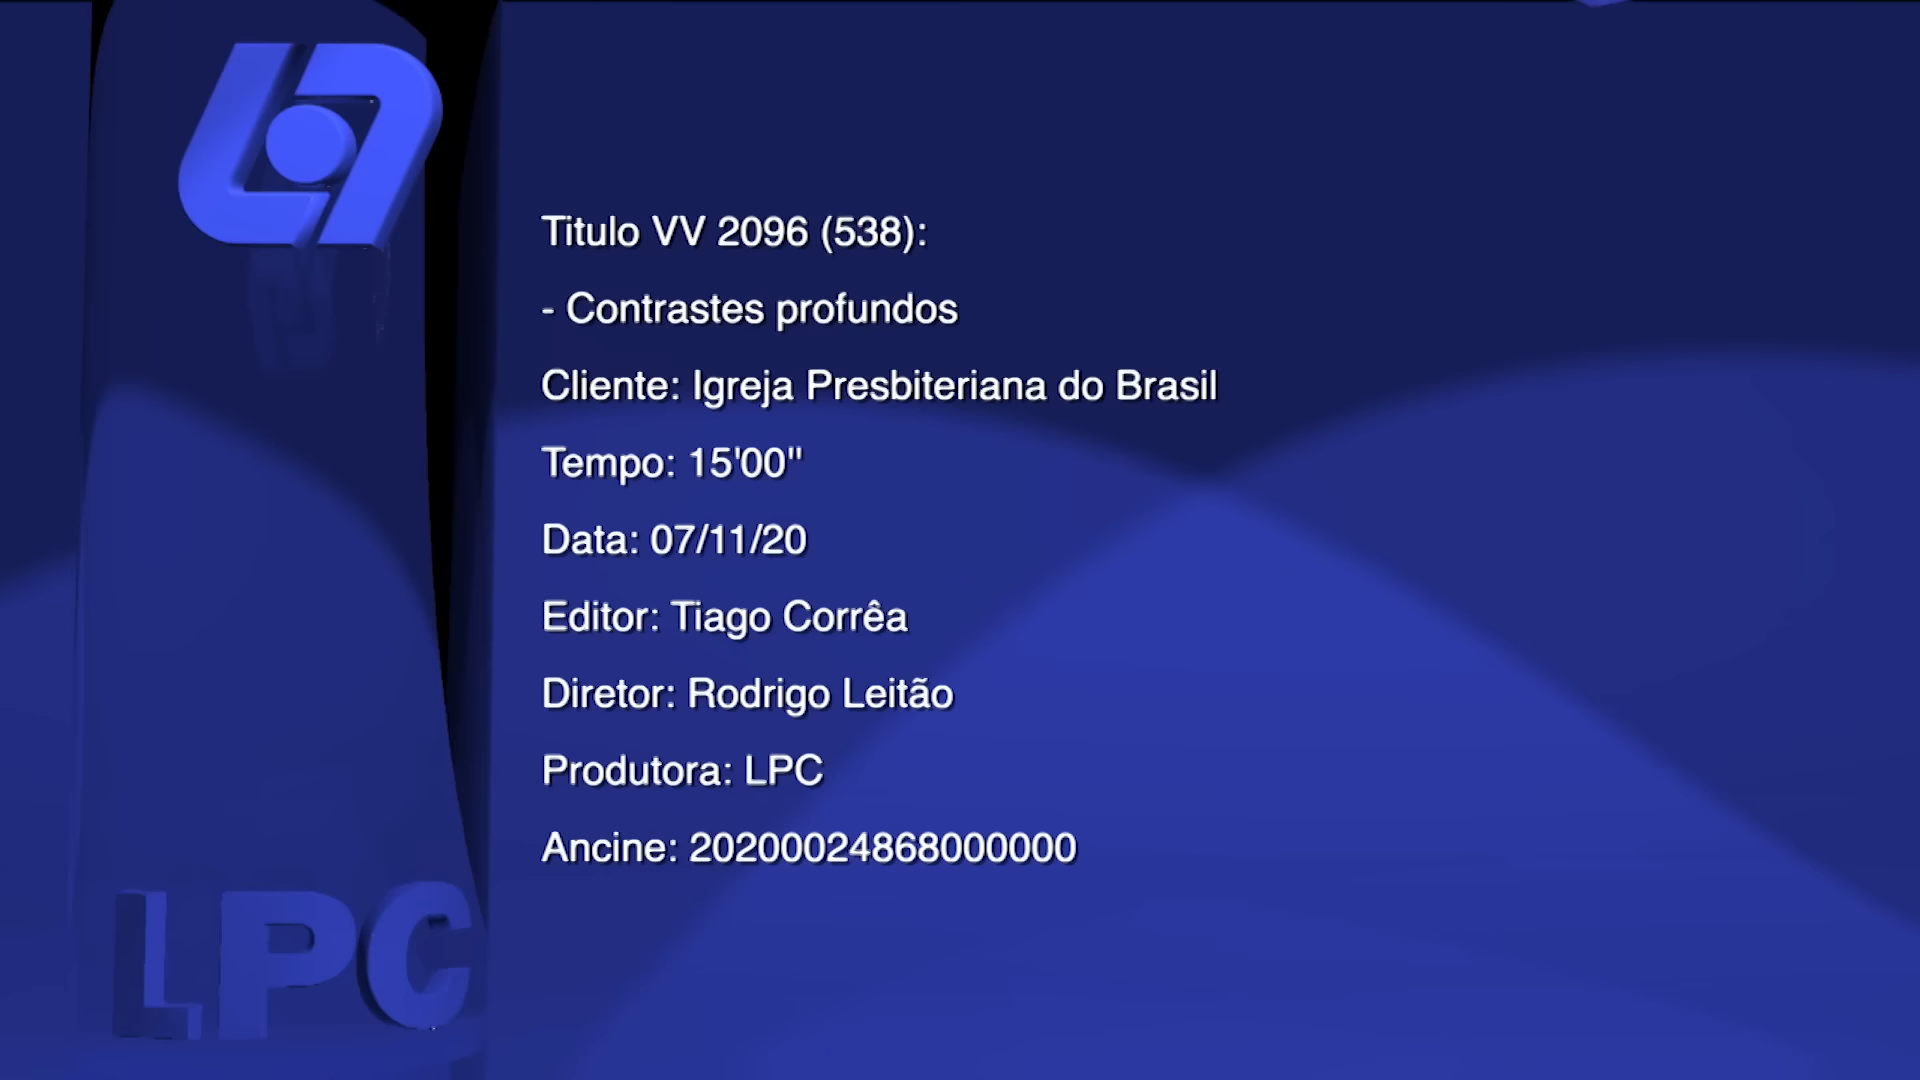 Titulo VV 2096 (538):
- Contrastes profundos
Cliente: Igreja Presbiteriana do Brasil
Tempo: 15'00"
Data: 07/11/20
Editor: Tiago Corrêa
Diretor: Rodrigo Leitão
Produtora: LPC
Ancine: 20200024868000000
LPC